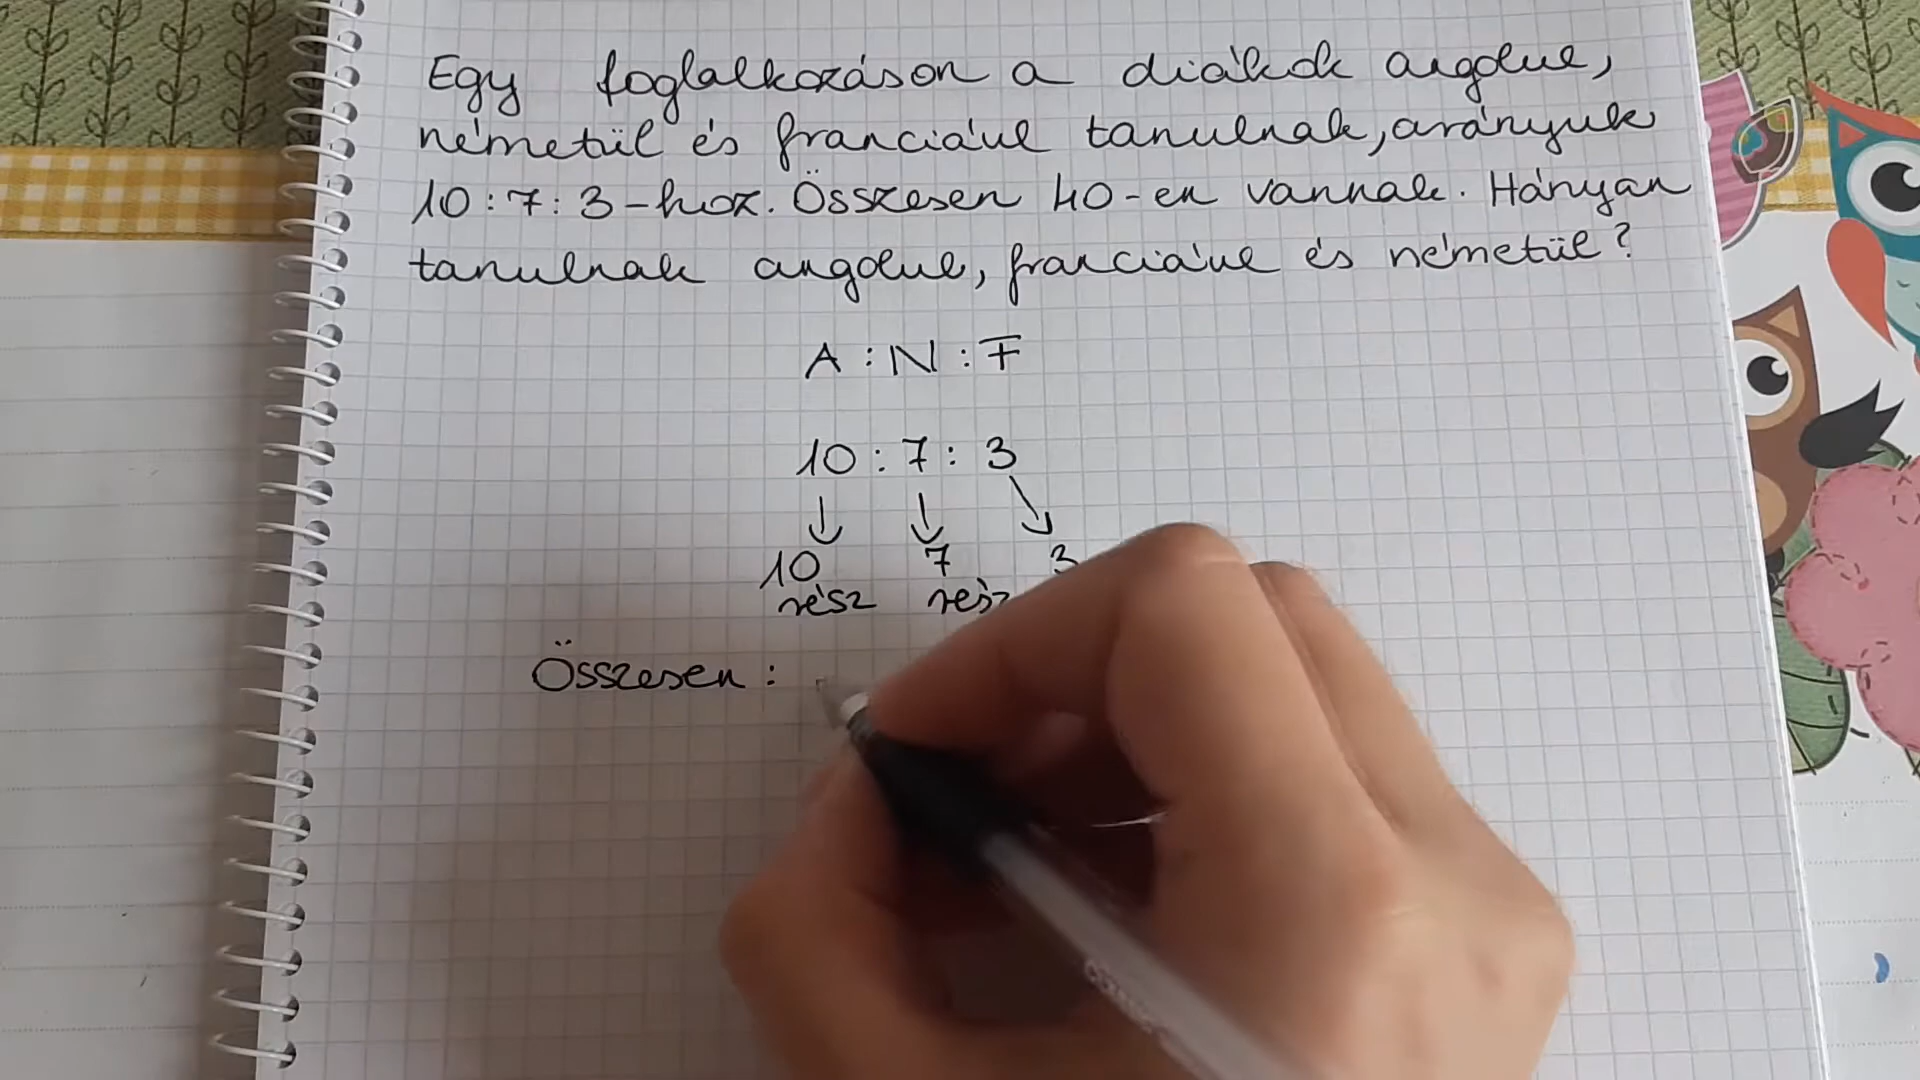 Egy foglalkozáson a diákok angolul,
németül és franciául tanulnak, arányuk
10:7:3-hoz. Összesen 40-en vannak. Hányan
tanulnak angolul, franciául és németül?
A : N : F
10 : 7 : 3
10 7 3
rész rész
Összesen :